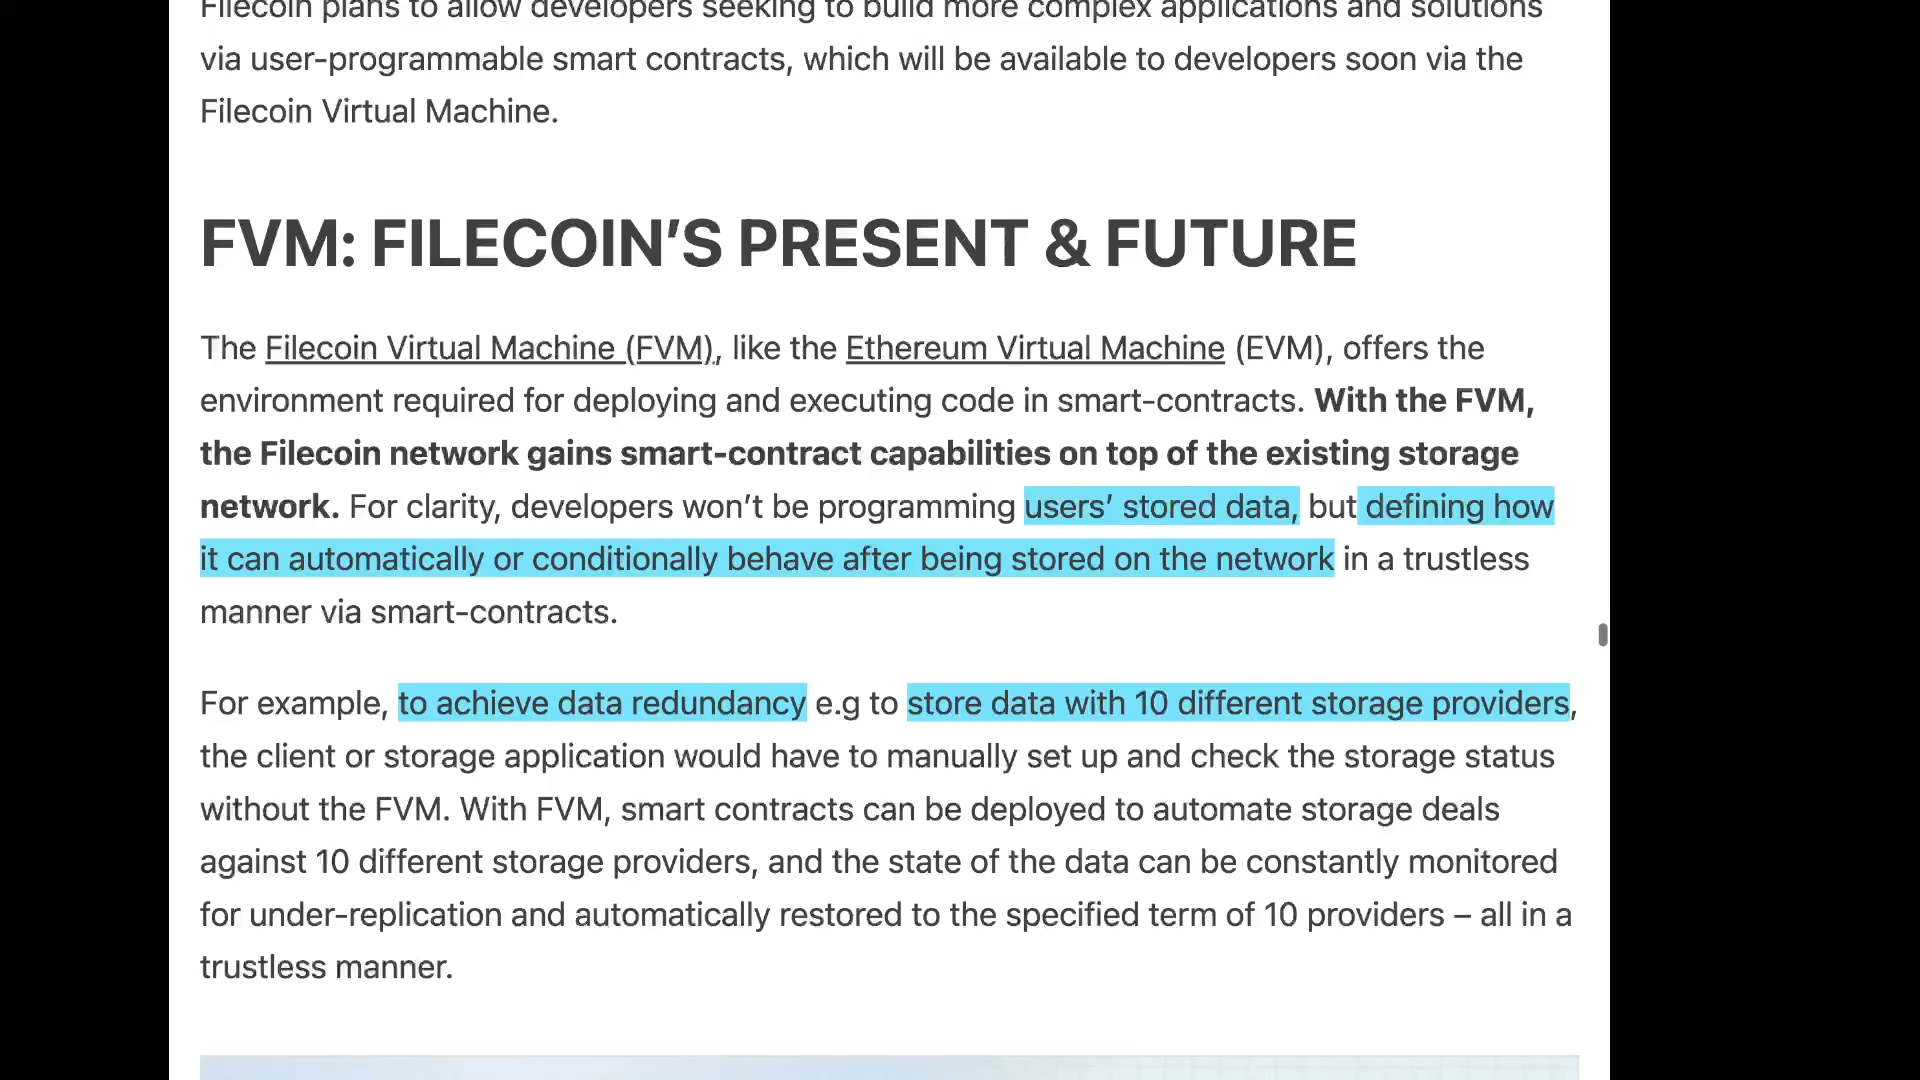 Filecoin plans to allow developers seeking to build more complex applications and solutions
via user-programmable smart contracts, which will be available to developers soon via the
Filecoin Virtual Machine.
FVM: FILECOIN’S PRESENT & FUTURE
The Filecoin Virtual Machine (FVM), like the Ethereum Virtual Machine (EVM), offers the
environment required for deploying and executing code in smart-contracts. With the FVM,
the Filecoin network gains smart-contract capabilities on top of the existing storage
network. For clarity, developers won’t be programming users’ stored data, but defining how
it can automatically or conditionally behave after being stored on the network in a trustless
manner via smart-contracts.
For example, to achieve data redundancy e.g to store data with 10 different storage providers,
the client or storage application would have to manually set up and check the storage status
without the FVM. With FVM, smart contracts can be deployed to automate storage deals
against 10 different storage providers, and the state of the data can be constantly monitored
for under-replication and automatically restored to the specified term of 10 providers – all in a
trustless manner.